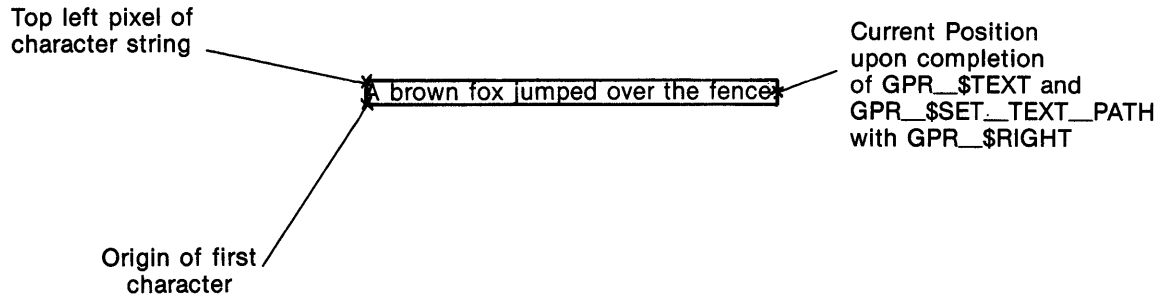 Top left pixel of
character string
A brown fox jumped over the fence
Current Position
upon completion
of GPR_$TEXT and
GPR_$SET_TEXT_PATH
with GPR_$RIGHT
Origin of first
character